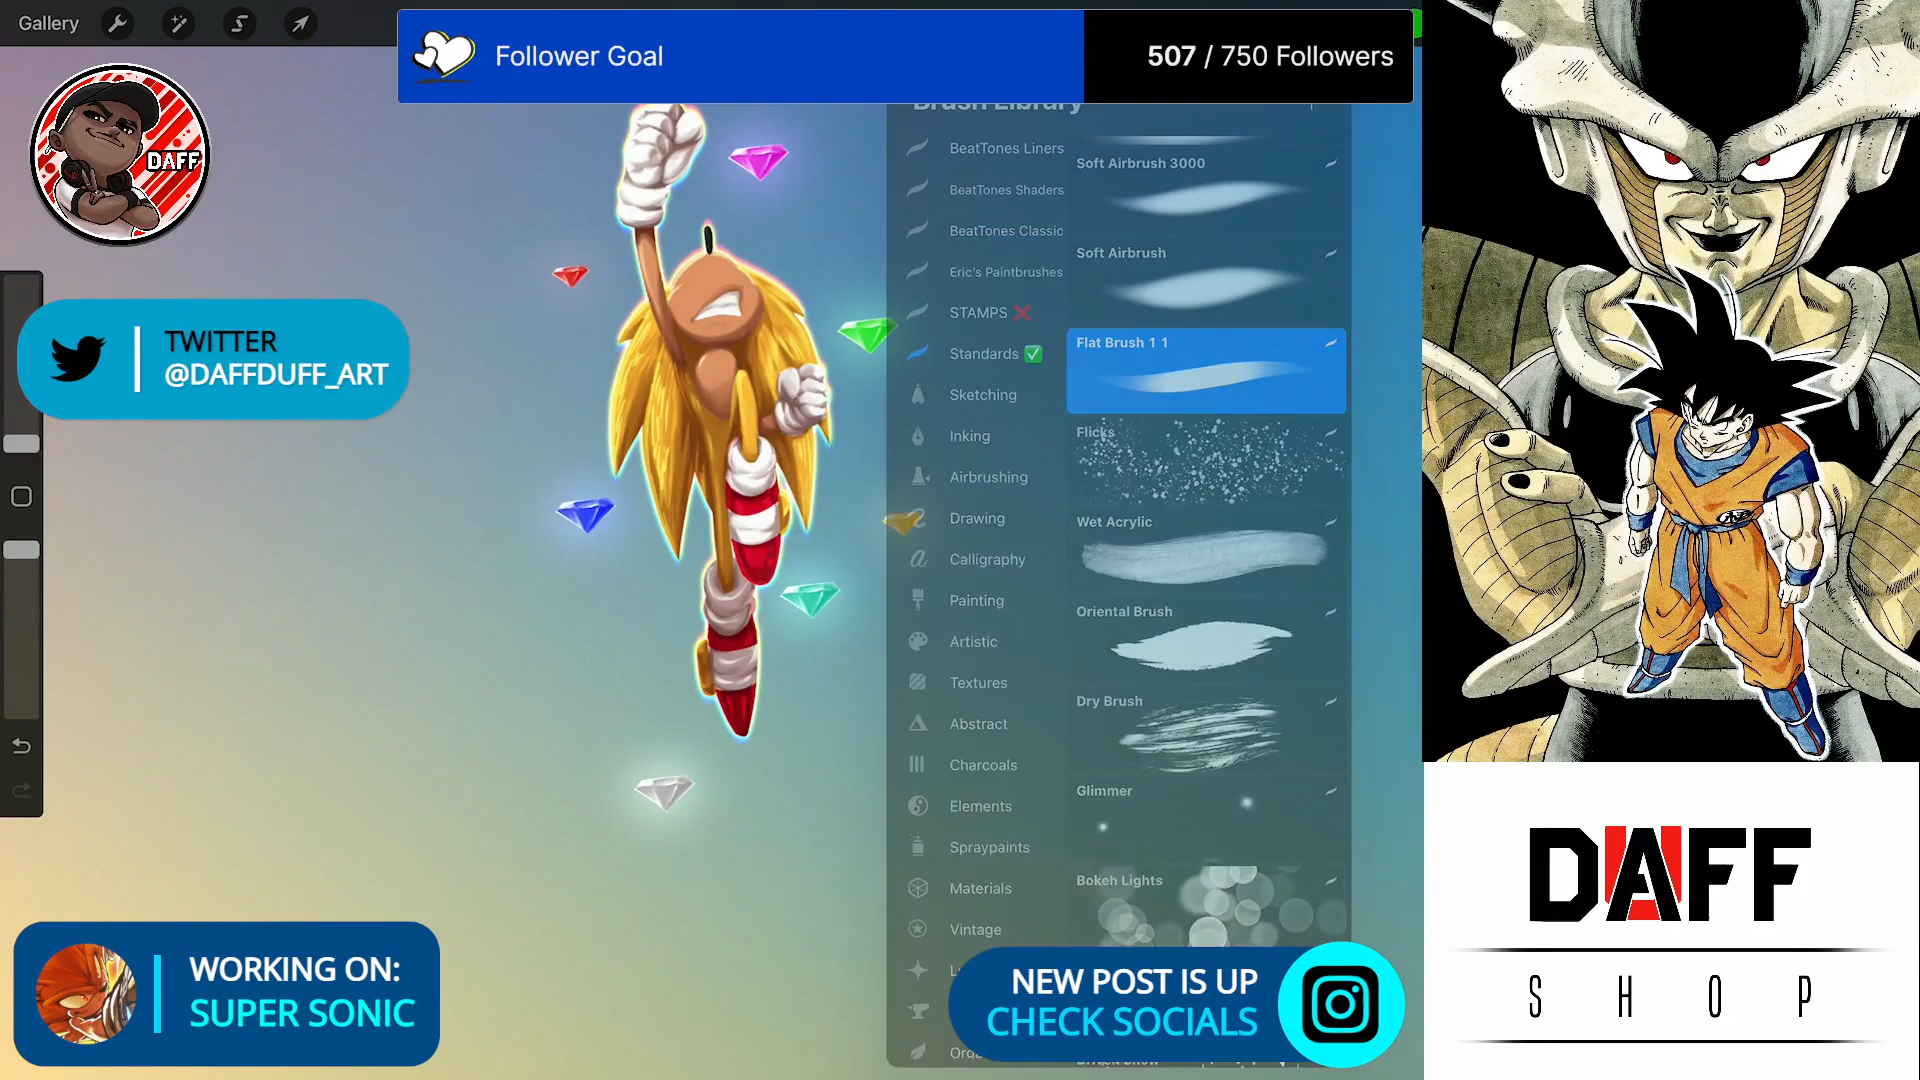 Gallery
Follower Goal
507 / 750 Followers
DAFF
TWITTER
@DAFFDUFF_ART
Brush Library
BeatTones Liners
BeatTones Shaders
BeatTones Classic
Eric's Paintbrushes
STAMPS ❌
Standards ✅
Sketching
Inking
Airbrushing
Drawing
Calligraphy
Painting
Artistic
Textures
Abstract
Charcoals
Elements
Spraypaints
Materials
Vintage
Soft Airbrush 3000
Soft Airbrush
Flat Brush 1 1
Flicks
Wet Acrylic
Oriental Brush
Dry Brush
Glimmer
Bokeh Lights
WORKING ON:
SUPER SONIC
NEW POST IS UP
CHECK SOCIALS
DAFF
SHOP